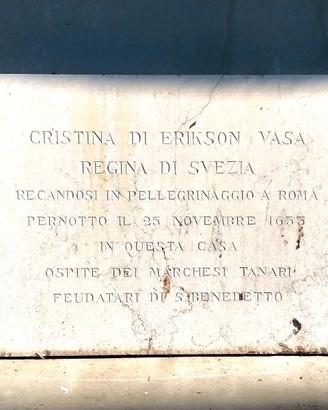 CRISTINA DI ERIKSON VASA
REGINA DI SVEZIA
RECANDOSI IN PELLEGRINAGGIO A ROMA
PERNOTTO IL 25 NOVEMBRE 1655
IN QUESTA CASA
OSPITE DEI MARCHESI TANARI
FEUDATARI DI S.BENEDETTO